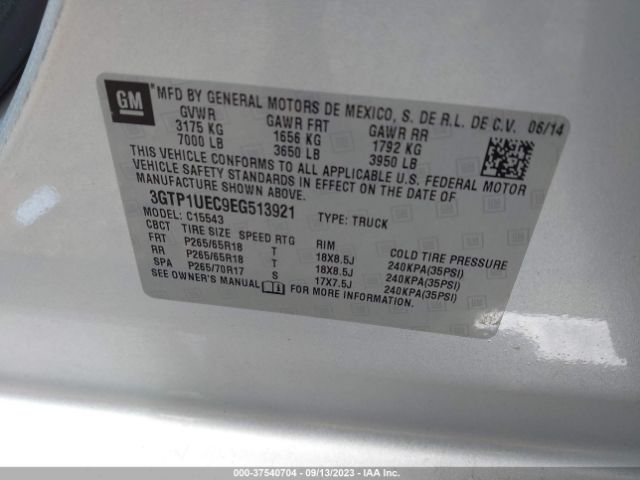 GM
*MFD BY GENERAL MOTORS DE MEXICO, S. DE R.L. DE C.V. 06/14
GVWR GAWR FRT GAWR RR
3175 KG 1656 KG 1792 KG
7000 LB 3650 LB 3950 LB
THIS VEHICLE CONFORMS TO ALL APPLICABLE U.S. FEDERAL MOTOR
VEHICLE SAFETY STANDARDS IN EFFECT ON THE DATE OF
MANUFACTURE SHOWN ABOVE.
3GTP1UEC9EG513921 TYPE: TRUCK
MODEL: C15543
CBCT TIRE SIZE SPEED RTG RIM COLD TIRE PRESSURE
FRT P265/65R18 T 18X8.5J 240KPA(35PSI)
RR P265/65R18 T 18X8.5J 240KPA(35PSI)
SPA P265/70R17 S 17X7.5J 240KPA(35PSI)
SEE OWNER'S MANUAL FOR MORE INFORMATION.
000-37540704 - 09/13/2023 - Copyright 2023 IAA Inc.